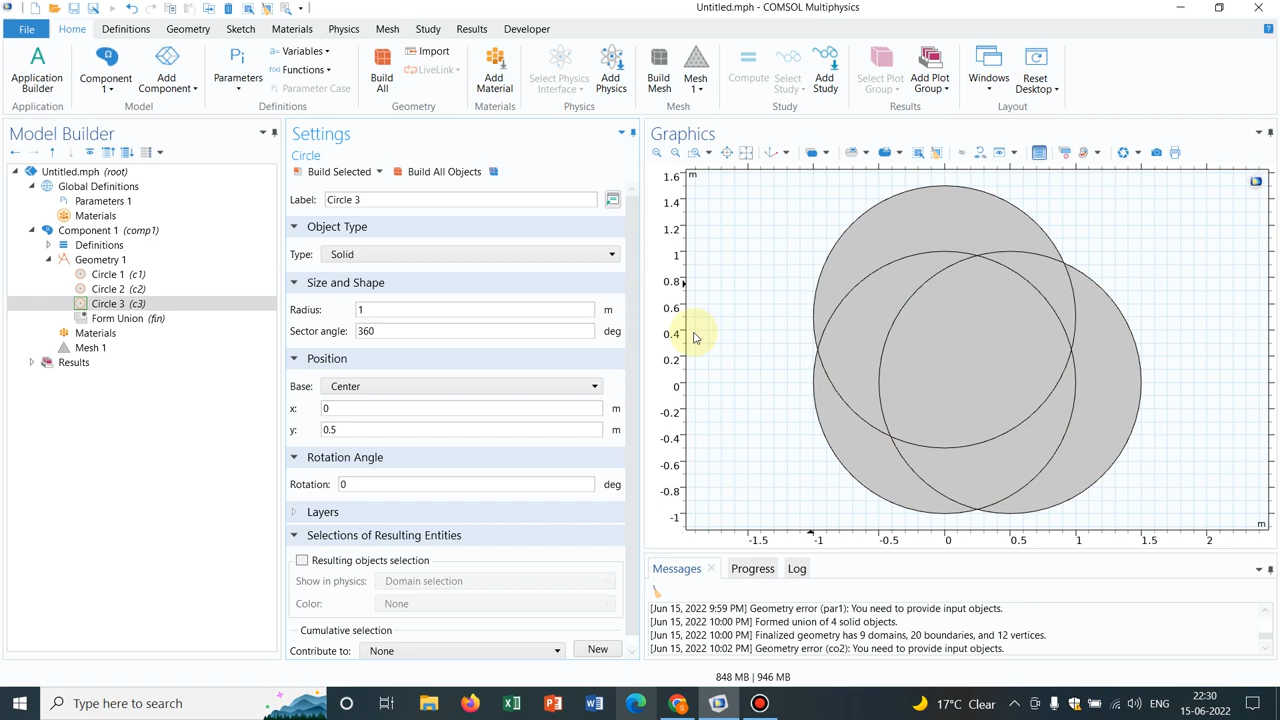 Untitled.mph - COMSOL Multiphysics
File
Home
Definitions
Geometry
Sketch
Materials
Physics
Mesh
Study
Results
Developer
Application
Builder
Component
1
Add
Component
Pi
Parameters
a= Variables
f(x) Functions
Pi Parameter Case
Build
All
Import
LiveLink
Add
Material
Select Physics
Interface
Add
Physics
Build
Mesh
Mesh
1
Compute
Select
Study
Add
Study
Select Plot
Group
Add Plot
Group
Windows
Reset
Desktop
Application
Model
Definitions
Geometry
Materials
Physics
Mesh
Study
Results
Layout
Model Builder
Untitled.mph (root)
Global Definitions
Pi Parameters 1
Materials
Component 1 (comp1)
Definitions
Geometry 1
Circle 1 (c1)
Circle 2 (c2)
Circle 3 (c3)
Form Union (fin)
Materials
Mesh 1
Results
Settings
Circle
Build Selected
Build All Objects
Label: Circle 3
Object Type
Type: Solid
Size and Shape
Radius: 1 m
Sector angle: 360 deg
Position
Base: Center
x: 0 m
y: 0.5 m
Rotation Angle
Rotation: 0 deg
Layers
Selections of Resulting Entities
Resulting objects selection
Show in physics: Domain selection
Color: None
Cumulative selection
Contribute to: None New
Graphics
m
1.6
1.4
1.2
1
0.8
0.6
0.4
0.2
0
-0.2
-0.4
-0.6
-0.8
-1
m
-1.5 -1 -0.5 0 0.5 1 1.5 2
Messages
Progress
Log
[Jun 15, 2022 9:59 PM] Geometry error (par1): You need to provide input objects.
[Jun 15, 2022 10:00 PM] Formed union of 4 solid objects.
[Jun 15, 2022 10:00 PM] Finalized geometry has 9 domains, 20 boundaries, and 12 vertices.
[Jun 15, 2022 10:02 PM] Geometry error (co2): You need to provide input objects.
848 MB | 946 MB
Type here to search
17°C Clear
ENG
22:30
15-06-2022